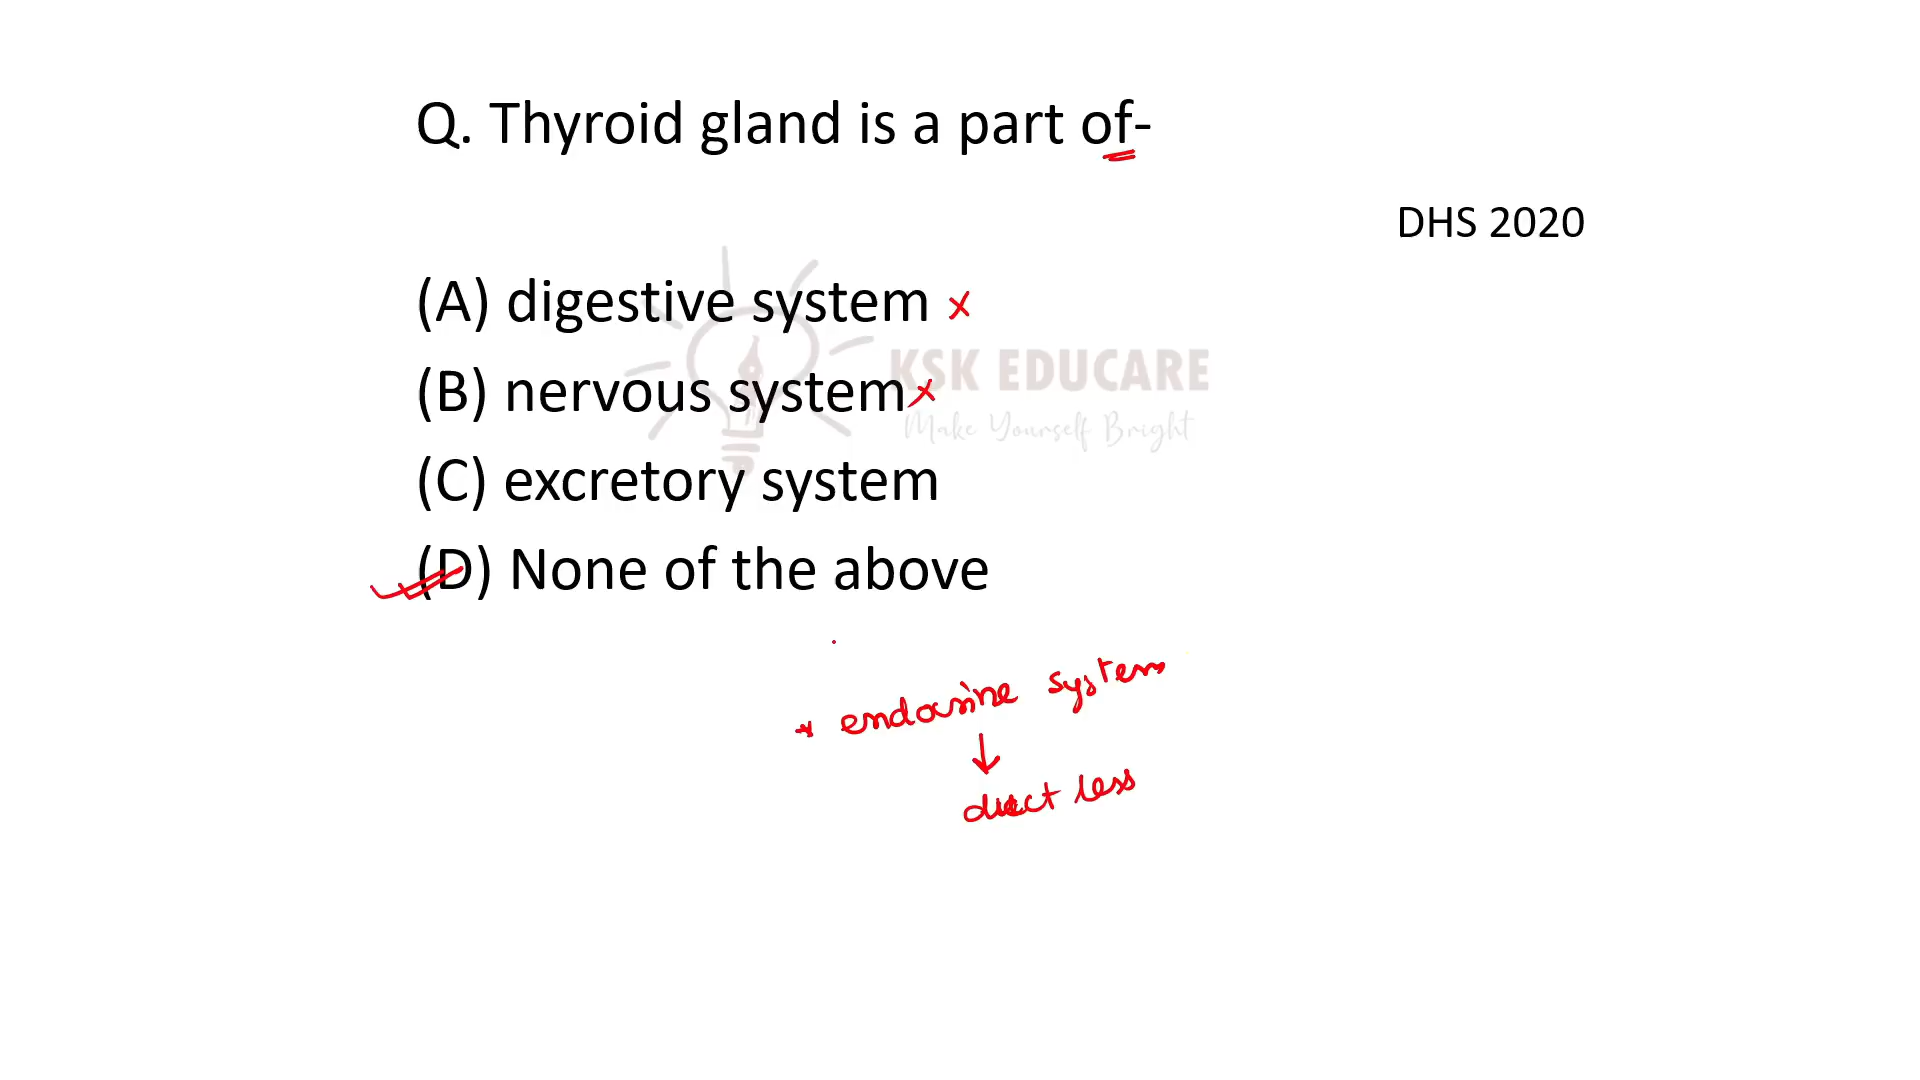 Q. Thyroid gland is a part of-
DHS 2020
(A) digestive system x
(B) nervous system x
KSK EDUCARE
Make Yourself Bright
(C) excretory system
(D) None of the above
* endocrine system
↓
duct less